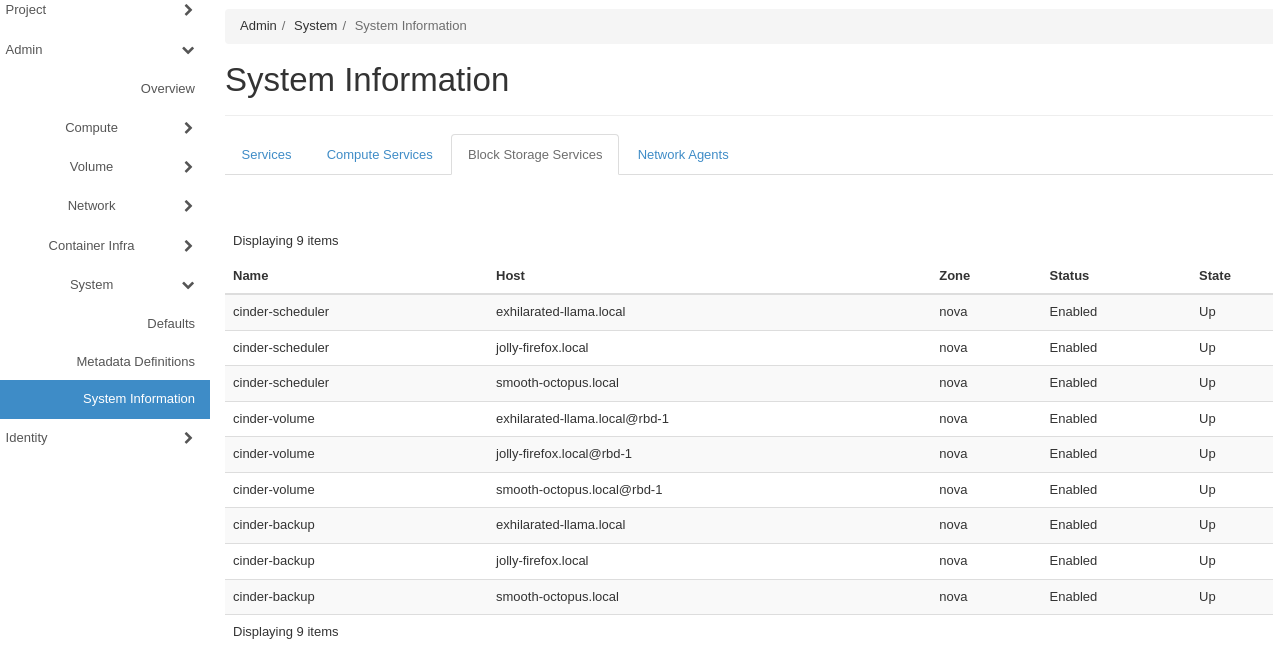 Project
Admin
Overview
Compute
Volume
Network
Container Infra
System
Defaults
Metadata Definitions
System Information
Identity
Admin / System / System Information
System Information
Services Compute Services Block Storage Services Network Agents
Displaying 9 items
Name Host Zone Status State
cinder-scheduler exhilarated-llama.local nova Enabled Up
cinder-scheduler jolly-firefox.local nova Enabled Up
cinder-scheduler smooth-octopus.local nova Enabled Up
cinder-volume exhilarated-llama.local@rbd-1 nova Enabled Up
cinder-volume jolly-firefox.local@rbd-1 nova Enabled Up
cinder-volume smooth-octopus.local@rbd-1 nova Enabled Up
cinder-backup exhilarated-llama.local nova Enabled Up
cinder-backup jolly-firefox.local nova Enabled Up
cinder-backup smooth-octopus.local nova Enabled Up
Displaying 9 items